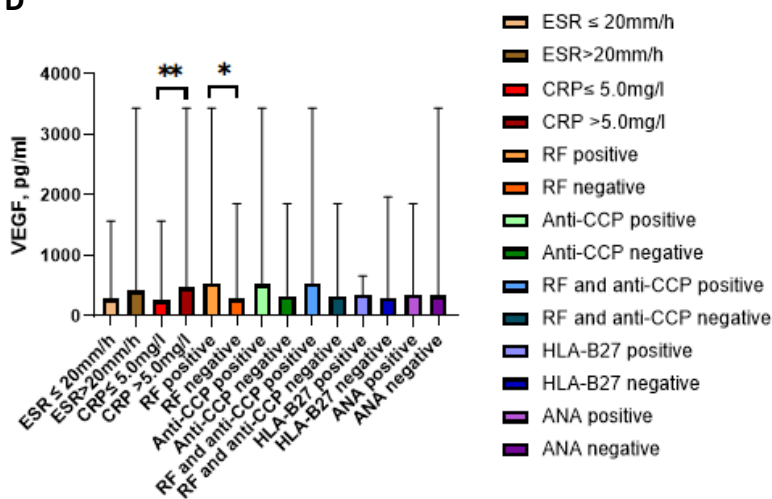 D
ESR ≤ 20mm/h
ESR>20mm/h
CRP≤ 5.0mg/l
CRP >5.0mg/l
RF positive
RF negative
Anti-CCP positive
Anti-CCP negative
RF and anti-CCP positive
RF and anti-CCP negative
HLA-B27 positive
HLA-B27 negative
ANA positive
ANA negative
** *
4000
3000
2000
1000
0
VEGF, pg/ml
ESR ≤ 20mm/h
ESR>20mm/h
CRP≤ 5.0mg/l
CRP >5.0mg/l
RF positive
RF negative
Anti-CCP positive
Anti-CCP negative
RF and anti-CCP positive
RF and anti-CCP negative
HLA-B27 positive
HLA-B27 negative
ANA positive
ANA negative